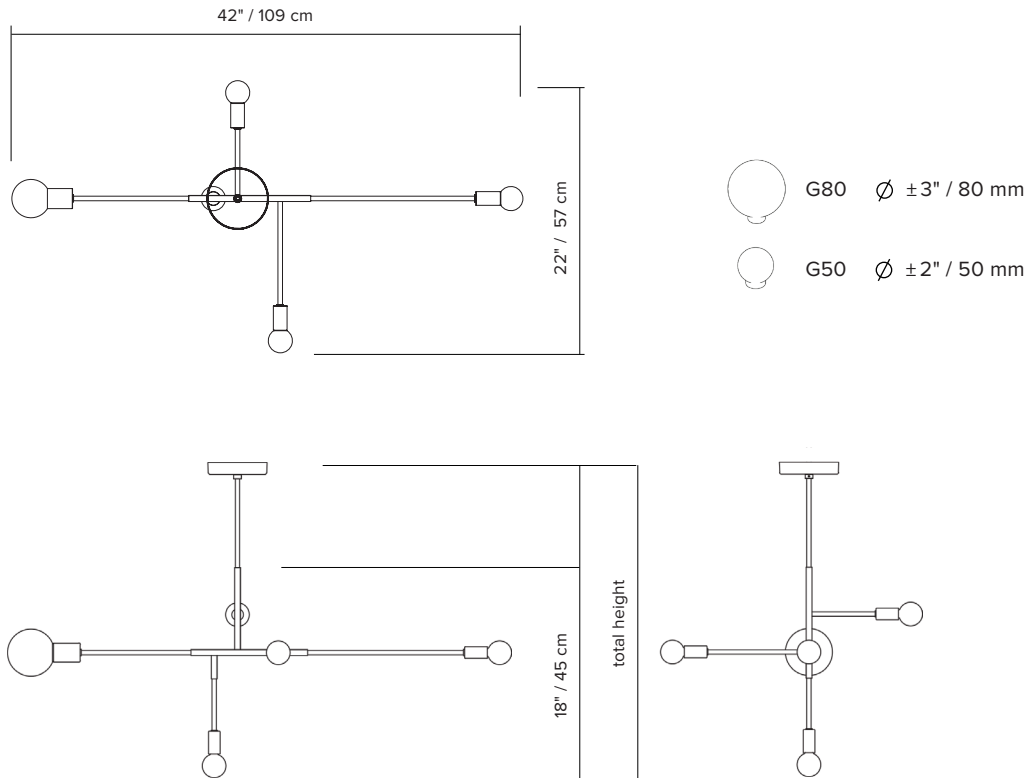 42" / 109 cm
22" / 57 cm
G80 Ø ±3" / 80 mm
G50 Ø ±2" / 50 mm
18" / 45 cm
total height